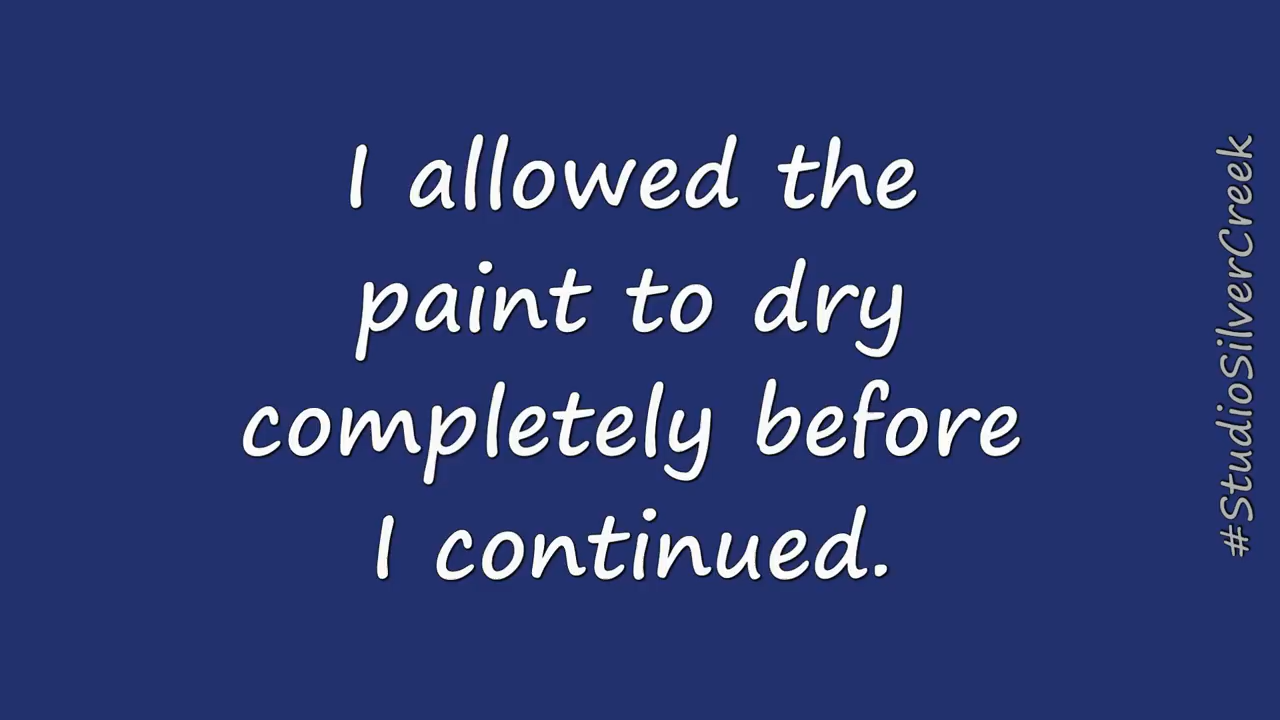 I allowed the
paint to dry
completely before
I continued.
#StudioSilverCreek